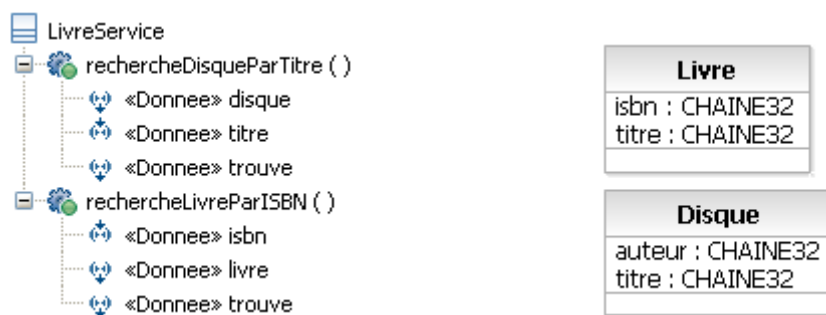 LivreService
rechercheDisqueParTitre ( )
«Donnee» disque
«Donnee» titre
«Donnee» trouve
rechercheLivreParISBN ( )
«Donnee» isbn
«Donnee» livre
«Donnee» trouve
Livre
isbn : CHAINE32
titre : CHAINE32
Disque
auteur : CHAINE32
titre : CHAINE32